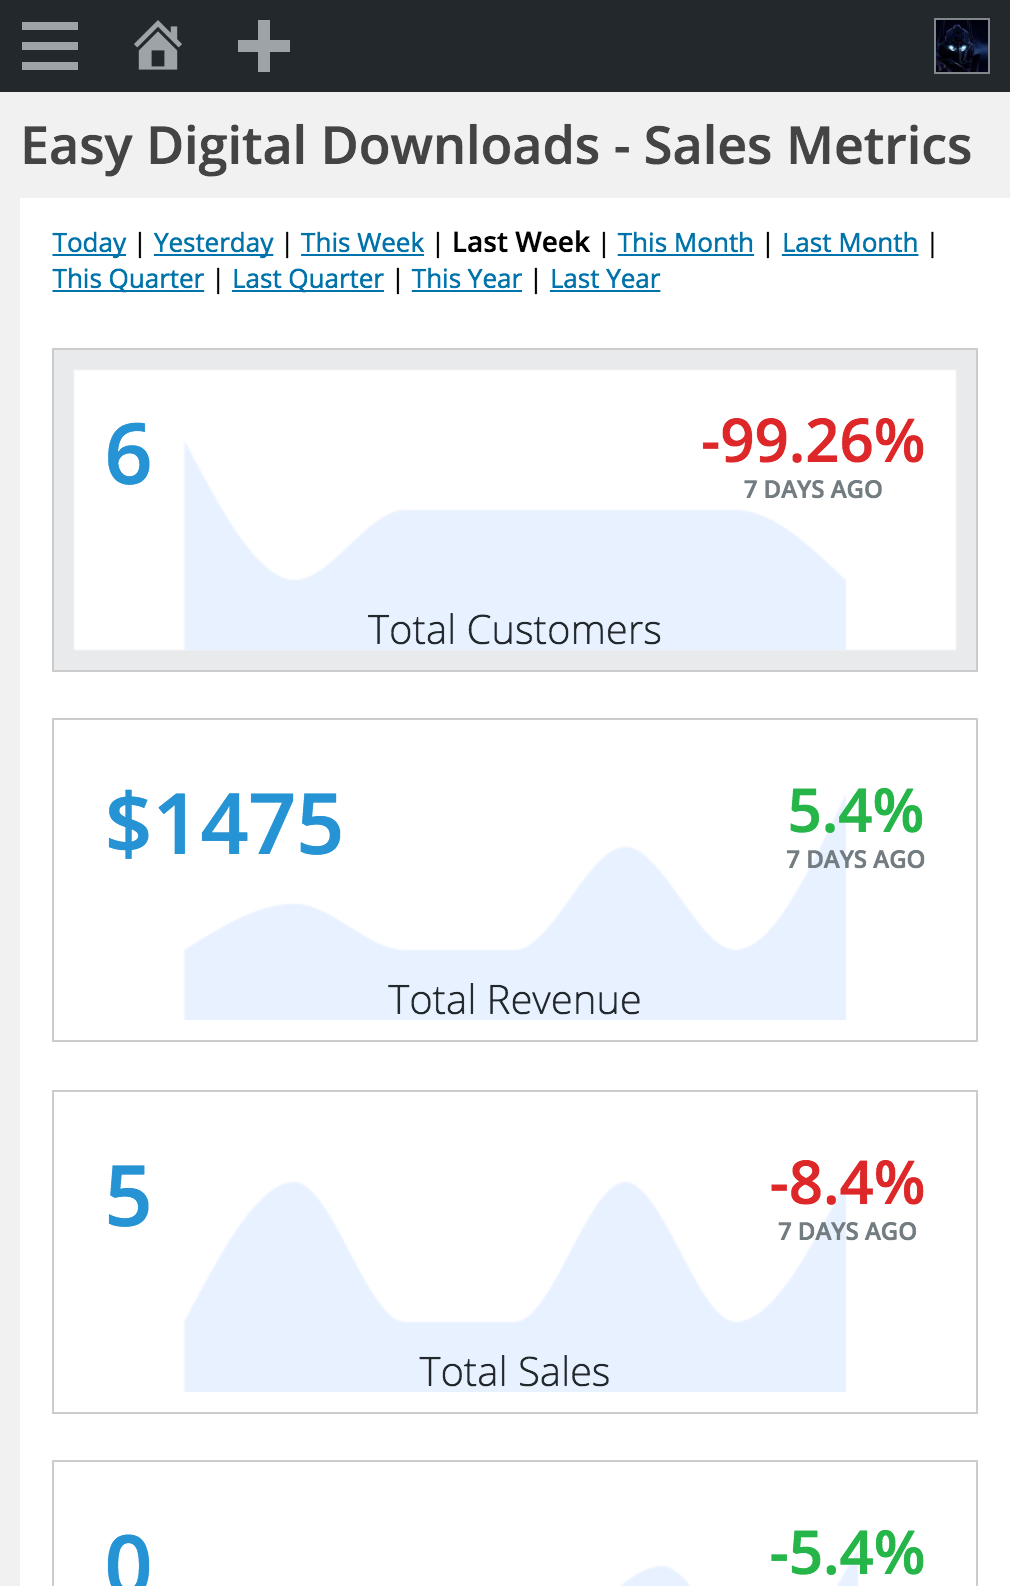 Easy Digital Downloads - Sales Metrics
Today | Yesterday | This Week | Last Week | This Month | Last Month |
This Quarter | Last Quarter | This Year | Last Year
6
-99.26%
7 DAYS AGO
Total Customers
$1475
5.4%
7 DAYS AGO
Total Revenue
5
-8.4%
7 DAYS AGO
Total Sales
0
-5.4%